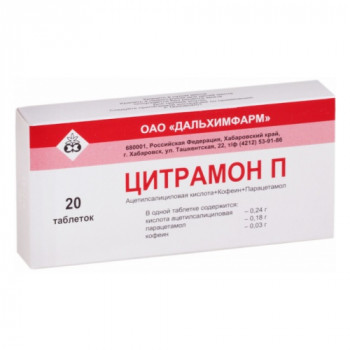 ОАО «ДАЛЬХИМФАРМ»
680001, Российская Федерация, Хабаровский край,
г. Хабаровск, ул. Ташкентская, 22, т/ф (4212) 53-91-86
ЦИТРАМОН П
Ацетилсалициловая кислота+Кофеин+Парацетамол
20
таблеток
В одной таблетке содержится:
кислота ацетилсалициловая – 0,24 г
парацетамол – 0,18 г
кофеин – 0,03 г